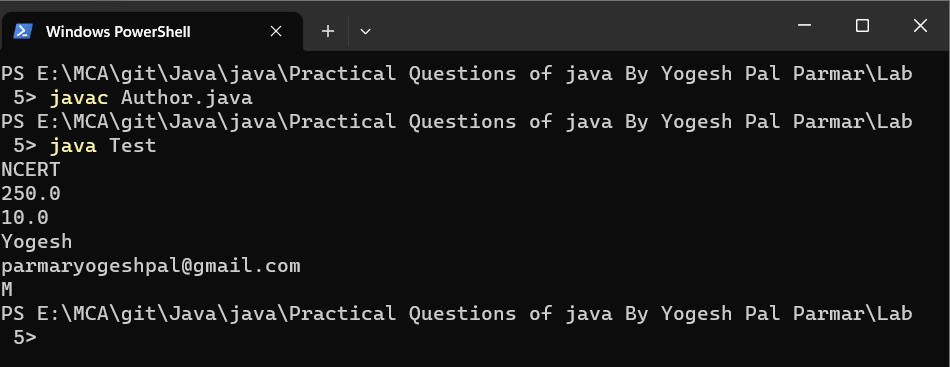 Windows PowerShell
PS E:\MCA\git\Java\java\Practical Questions of java By Yogesh Pal Parmar\Lab
5> javac Author.java
PS E:\MCA\git\Java\java\Practical Questions of java By Yogesh Pal Parmar\Lab
5> java Test
NCERT
250.0
10.0
Yogesh
parmaryogeshpal@gmail.com
M
PS E:\MCA\git\Java\java\Practical Questions of java By Yogesh Pal Parmar\Lab
5>